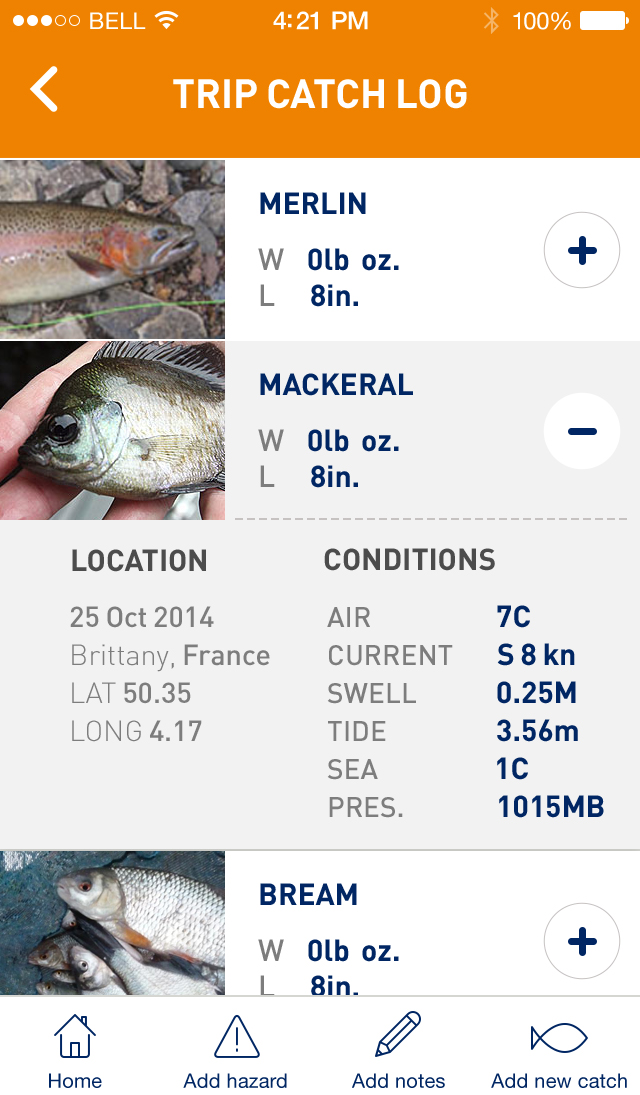 BELL 4:21 PM 100%
TRIP CATCH LOG
MERLIN
W 0lb oz.
L 8in.
MACKERAL
W 0lb oz.
L 8in.
LOCATION
25 Oct 2014
Brittany, France
LAT 50.35
LONG 4.17
CONDITIONS
AIR 7C
CURRENT S 8 kn
SWELL 0.25M
TIDE 3.56m
SEA 1C
PRES. 1015MB
BREAM
W 0lb oz.
L 8in.
Home Add hazard Add notes Add new catch